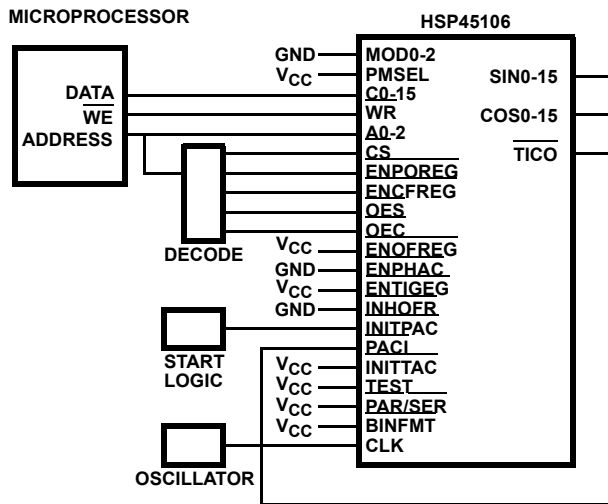 MICROPROCESSOR
HSP45106
DATA
WE
ADDRESS
DECODE
START
LOGIC
OSCILLATOR
GND
VCC
VCC
GND
VCC
GND
VCC
VCC
VCC
VCC
MOD0-2
PMSEL
C0-15
WR
A0-2
CS
ENPOREG
ENCFREG
OES
OEC
ENOFREG
ENPHAC
ENTIGEG
INHOFR
INITPAC
PACI
INITTAC
TEST
PAR/SER
BINFMT
CLK
SIN0-15
COS0-15
TICO